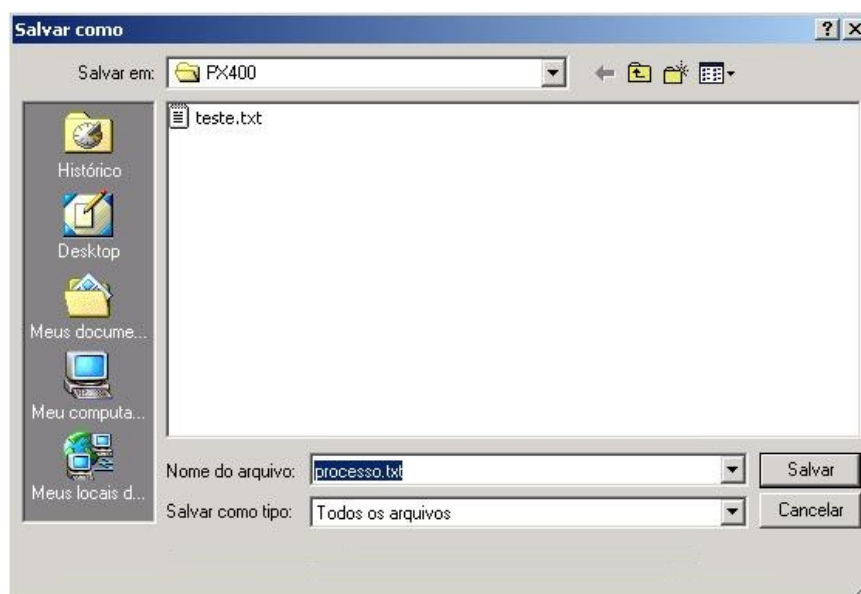 Salvar como
Salvar em: PX400
teste.txt
Histórico
Desktop
Meus docume...
Meu computa...
Meus locais d...
Nome do arquivo: processo.txt Salvar
Salvar como tipo: Todos os arquivos Cancelar